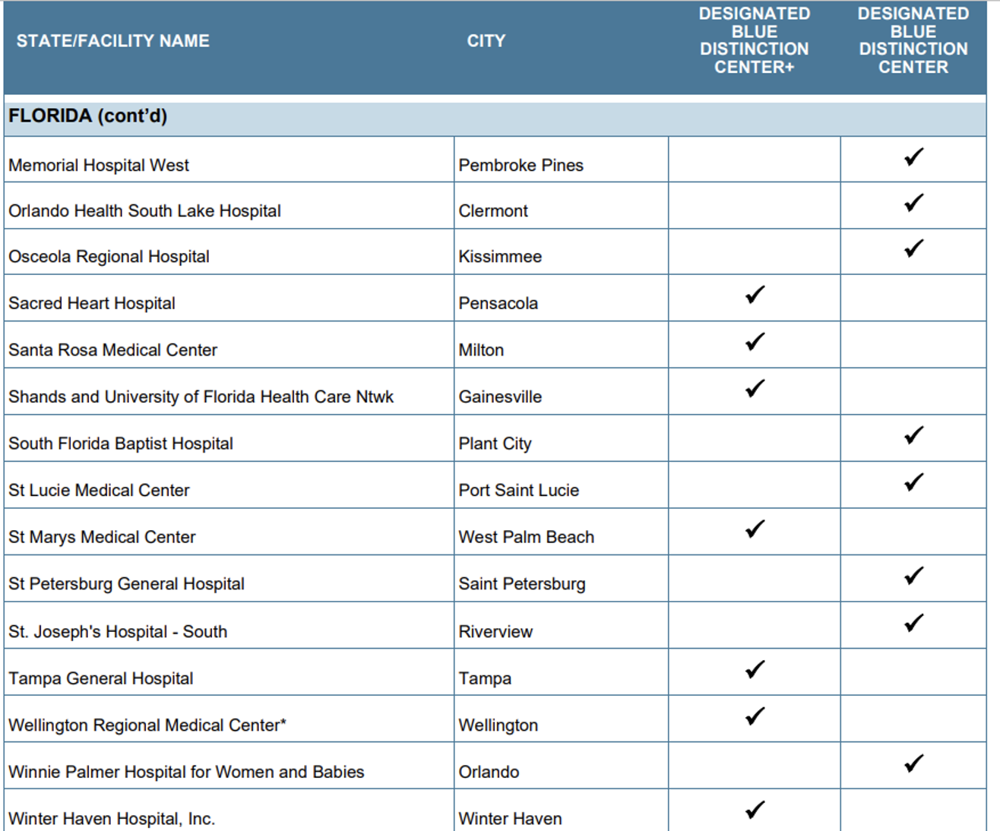 STATE/FACILITY NAME CITY DESIGNATED BLUE DISTINCTION CENTER+ DESIGNATED BLUE DISTINCTION CENTER
FLORIDA (cont’d)
Memorial Hospital West Pembroke Pines ✓
Orlando Health South Lake Hospital Clermont ✓
Osceola Regional Hospital Kissimmee ✓
Sacred Heart Hospital Pensacola ✓
Santa Rosa Medical Center Milton ✓
Shands and University of Florida Health Care Ntwk Gainesville ✓
South Florida Baptist Hospital Plant City ✓
St Lucie Medical Center Port Saint Lucie ✓
St Marys Medical Center West Palm Beach ✓
St Petersburg General Hospital Saint Petersburg ✓
St. Joseph's Hospital - South Riverview ✓
Tampa General Hospital Tampa ✓
Wellington Regional Medical Center* Wellington ✓
Winnie Palmer Hospital for Women and Babies Orlando ✓
Winter Haven Hospital, Inc. Winter Haven ✓